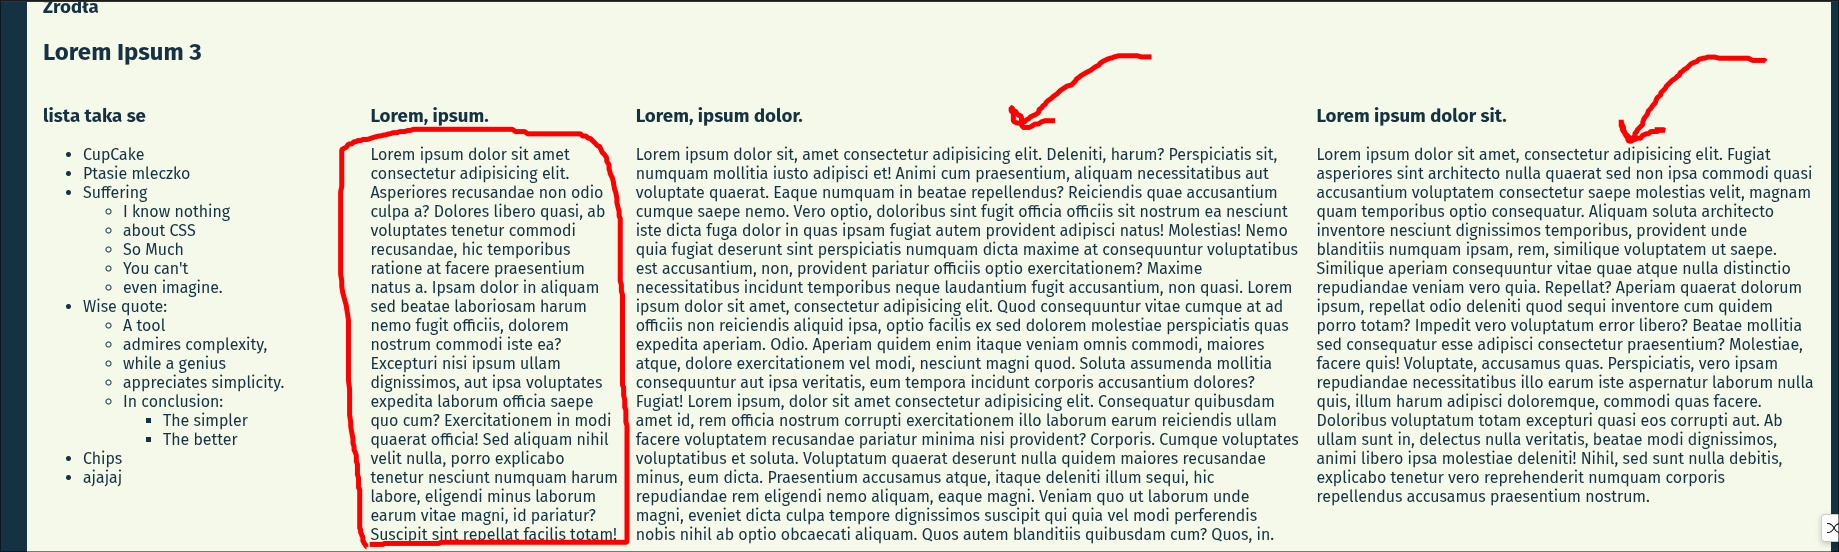 Źródła
Lorem Ipsum 3
lista taka se
CupCake
Ptasie mleczko
Suffering
I know nothing
about CSS
So Much
You can't
even imagine.
Wise quote:
A tool
admires complexity,
while a genius
appreciates simplicity.
In conclusion:
The simpler
The better
Chips
ajajaj
Lorem, ipsum.
Lorem ipsum dolor sit amet
consectetur adipisicing elit.
Asperiores recusandae non odio
culpa a? Dolores libero quasi, ab
voluptates tenetur commodi
recusandae, hic temporibus
ratione at facere praesentium
natus a. Ipsam dolor in aliquam
sed beatae laboriosam harum
nemo fugit officiis, dolorem
nostrum commodi iste ea?
Excepturi nisi ipsum ullam
dignissimos, aut ipsa voluptates
expedita laborum officia saepe
quo cum? Exercitationem in modi
quaerat officia! Sed aliquam nihil
velit nulla, porro explicabo
tenetur nesciunt numquam harum
labore, eligendi minus laborum
earum vitae magni, id pariatur?
Suscipit sint repellat facilis totam!
Lorem, ipsum dolor.
Lorem ipsum dolor sit, amet consectetur adipisicing elit. Deleniti, harum? Perspiciatis sit,
numquam mollitia iusto adipisci et! Animi cum praesentium, aliquam necessitatibus aut
voluptate quaerat. Eaque numquam in beatae repellendus? Reiciendis quae accusantium
cumque saepe nemo. Vero optio, doloribus sint fugit officia officiis sit nostrum ea nesciunt
iste dicta fuga dolor in quas ipsam fugiat autem provident adipisci natus! Molestias! Nemo
quia fugiat deserunt sint perspiciatis numquam dicta maxime at consequuntur voluptatibus
est accusantium, non, provident pariatur officiis optio exercitationem? Maxime
necessitatibus incidunt temporibus neque laudantium fugit accusantium, non quasi. Lorem
ipsum dolor sit amet, consectetur adipisicing elit. Quod consequuntur vitae cumque at ad
officiis non reiciendis aliquid ipsa, optio facilis ex sed dolorem molestiae perspiciatis quas
expedita aperiam. Odio. Aperiam quidem enim itaque veniam omnis commodi, maiores
atque, dolore exercitationem vel modi, nesciunt magni quod. Soluta assumenda mollitia
consequuntur aut ipsa veritatis, eum tempora incidunt corporis accusantium dolores?
Fugiat! Lorem ipsum, dolor sit amet consectetur adipisicing elit. Consequatur quibusdam
amet id, rem officia nostrum corrupti exercitationem illo laborum earum reiciendis ullam
facere voluptatem recusandae pariatur minima nisi provident? Corporis. Cumque voluptates
voluptatibus et soluta. Voluptatum quaerat deserunt nulla quidem maiores recusandae
minus, eum dicta. Praesentium accusamus atque, itaque deleniti illum sequi, hic
repudiandae rem eligendi nemo aliquam, eaque magni. Veniam quo ut laborum unde
magni, eveniet dicta culpa tempore dignissimos suscipit qui quia vel modi perferendis
nobis nihil ab optio obcaecati aliquam. Quos autem blanditiis quibusdam cum? Quos, in.
Lorem ipsum dolor sit.
Lorem ipsum dolor sit amet, consectetur adipisicing elit. Fugiat
asperiores sint architecto nulla quaerat sed non ipsa commodi quasi
accusantium voluptatem consectetur saepe molestias velit, magnam
quam temporibus optio consequatur. Aliquam soluta architecto
inventore nesciunt dignissimos temporibus, provident unde
blanditiis numquam ipsam, rem, similique voluptatem ut saepe.
Similique aperiam consequuntur vitae quae atque nulla distinctio
repudiandae veniam vero quia. Repellat? Aperiam quaerat dolorum
ipsum, repellat odio deleniti quod sequi inventore cum quidem
porro totam? Impedit vero voluptatum error libero? Beatae mollitia
sed consequatur esse adipisci consectetur praesentium? Molestiae,
facere quis! Voluptate, accusamus quas. Perspiciatis, vero ipsam
repudiandae necessitatibus illo earum iste aspernatur laborum nulla
quis, illum harum adipisci doloremque, commodi quas facere.
Doloribus voluptatum totam excepturi quasi eos corrupti aut. Ab
ullam sunt in, delectus nulla veritatis, beatae modi dignissimos,
animi libero ipsa molestiae deleniti! Nihil, sed sunt nulla debitis,
explicabo tenetur vero reprehenderit numquam corporis
repellendus accusamus praesentium nostrum.